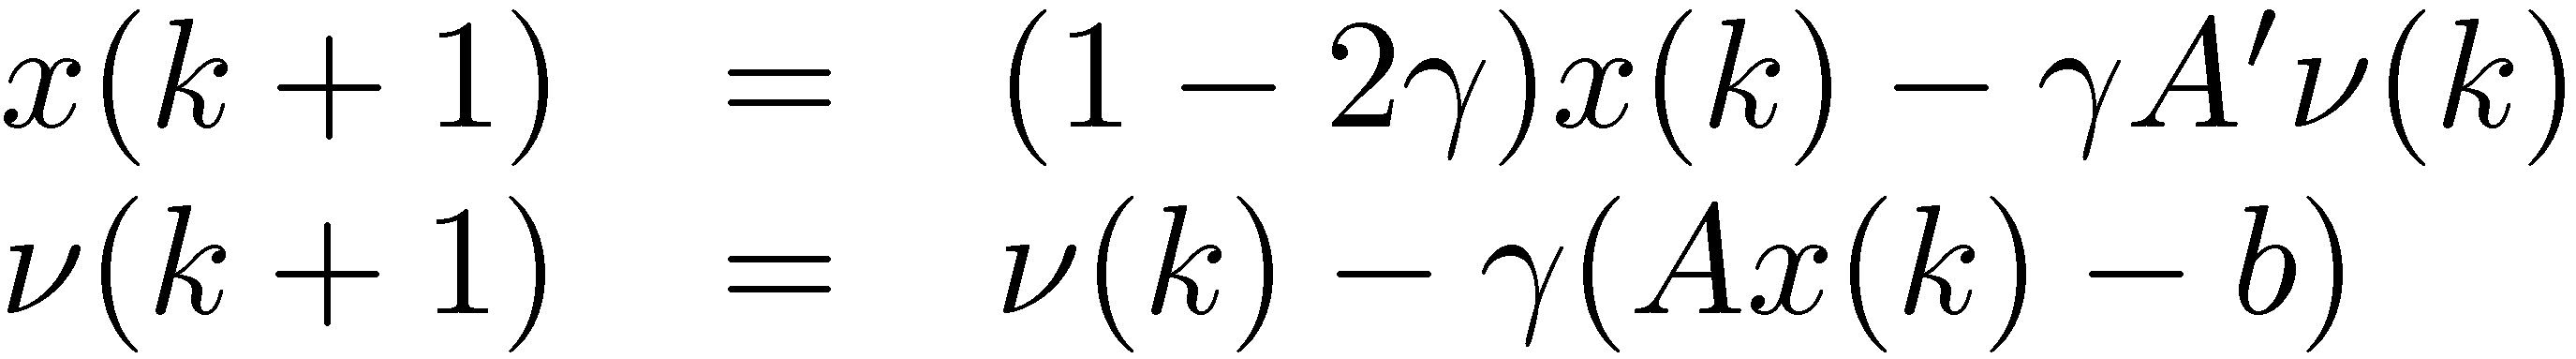 x(k + 1) = (1 − 2γ)x(k) − γA′ν(k)
ν(k + 1) = ν(k) − γ(Ax(k) − b)